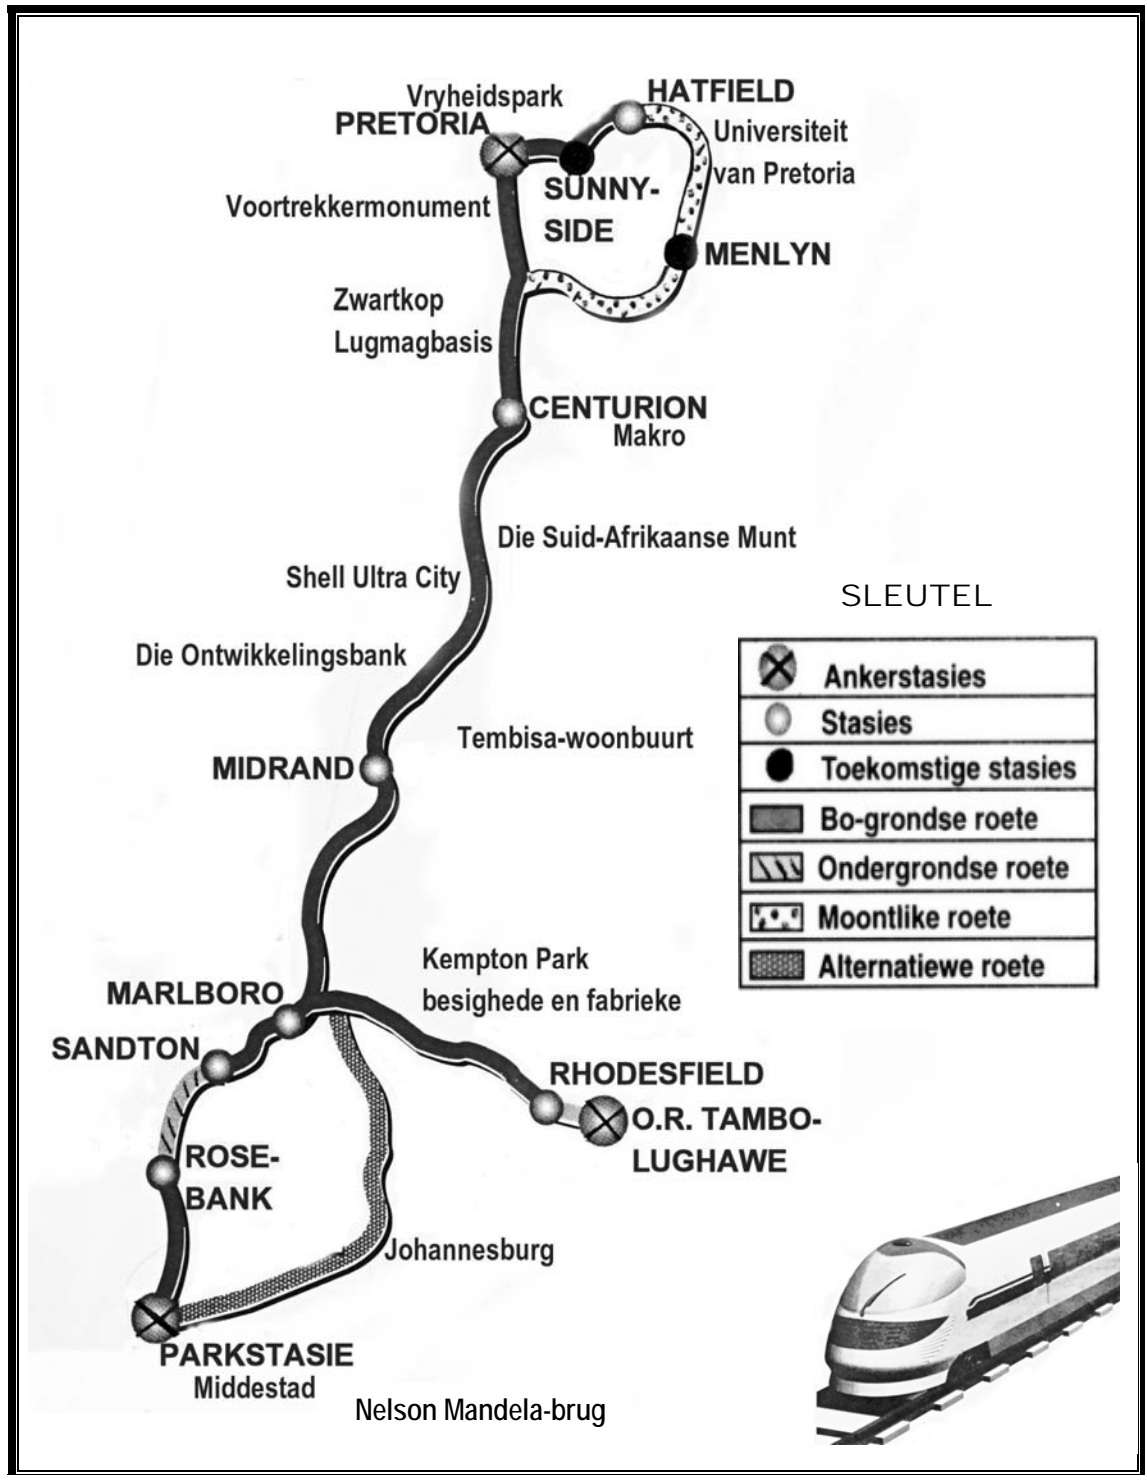 Vryheidspark
HATFIELD
PRETORIA
Universiteit
van Pretoria
SUNNY-
SIDE
Voortrekkermonument
MENLYN
Zwartkop
Lugmagbasis
CENTURION
Makro
Die Suid-Afrikaanse Munt
Shell Ultra City
SLEUTEL
Die Ontwikkelingsbank
Ankerstasies
Stasies
Toekomstige stasies
Bo-grondse roete
Ondergrondse roete
Moontlike roete
Alternatiewe roete
Tembisa-woonbuurt
MIDRAND
Kempton Park
besighede en fabrieke
MARLBORO
SANDTON
RHODESFIELD
O.R. TAMBO-
LUGHAWE
ROSE-
BANK
Johannesburg
PARKSTASIE
Middestad
Nelson Mandela-brug